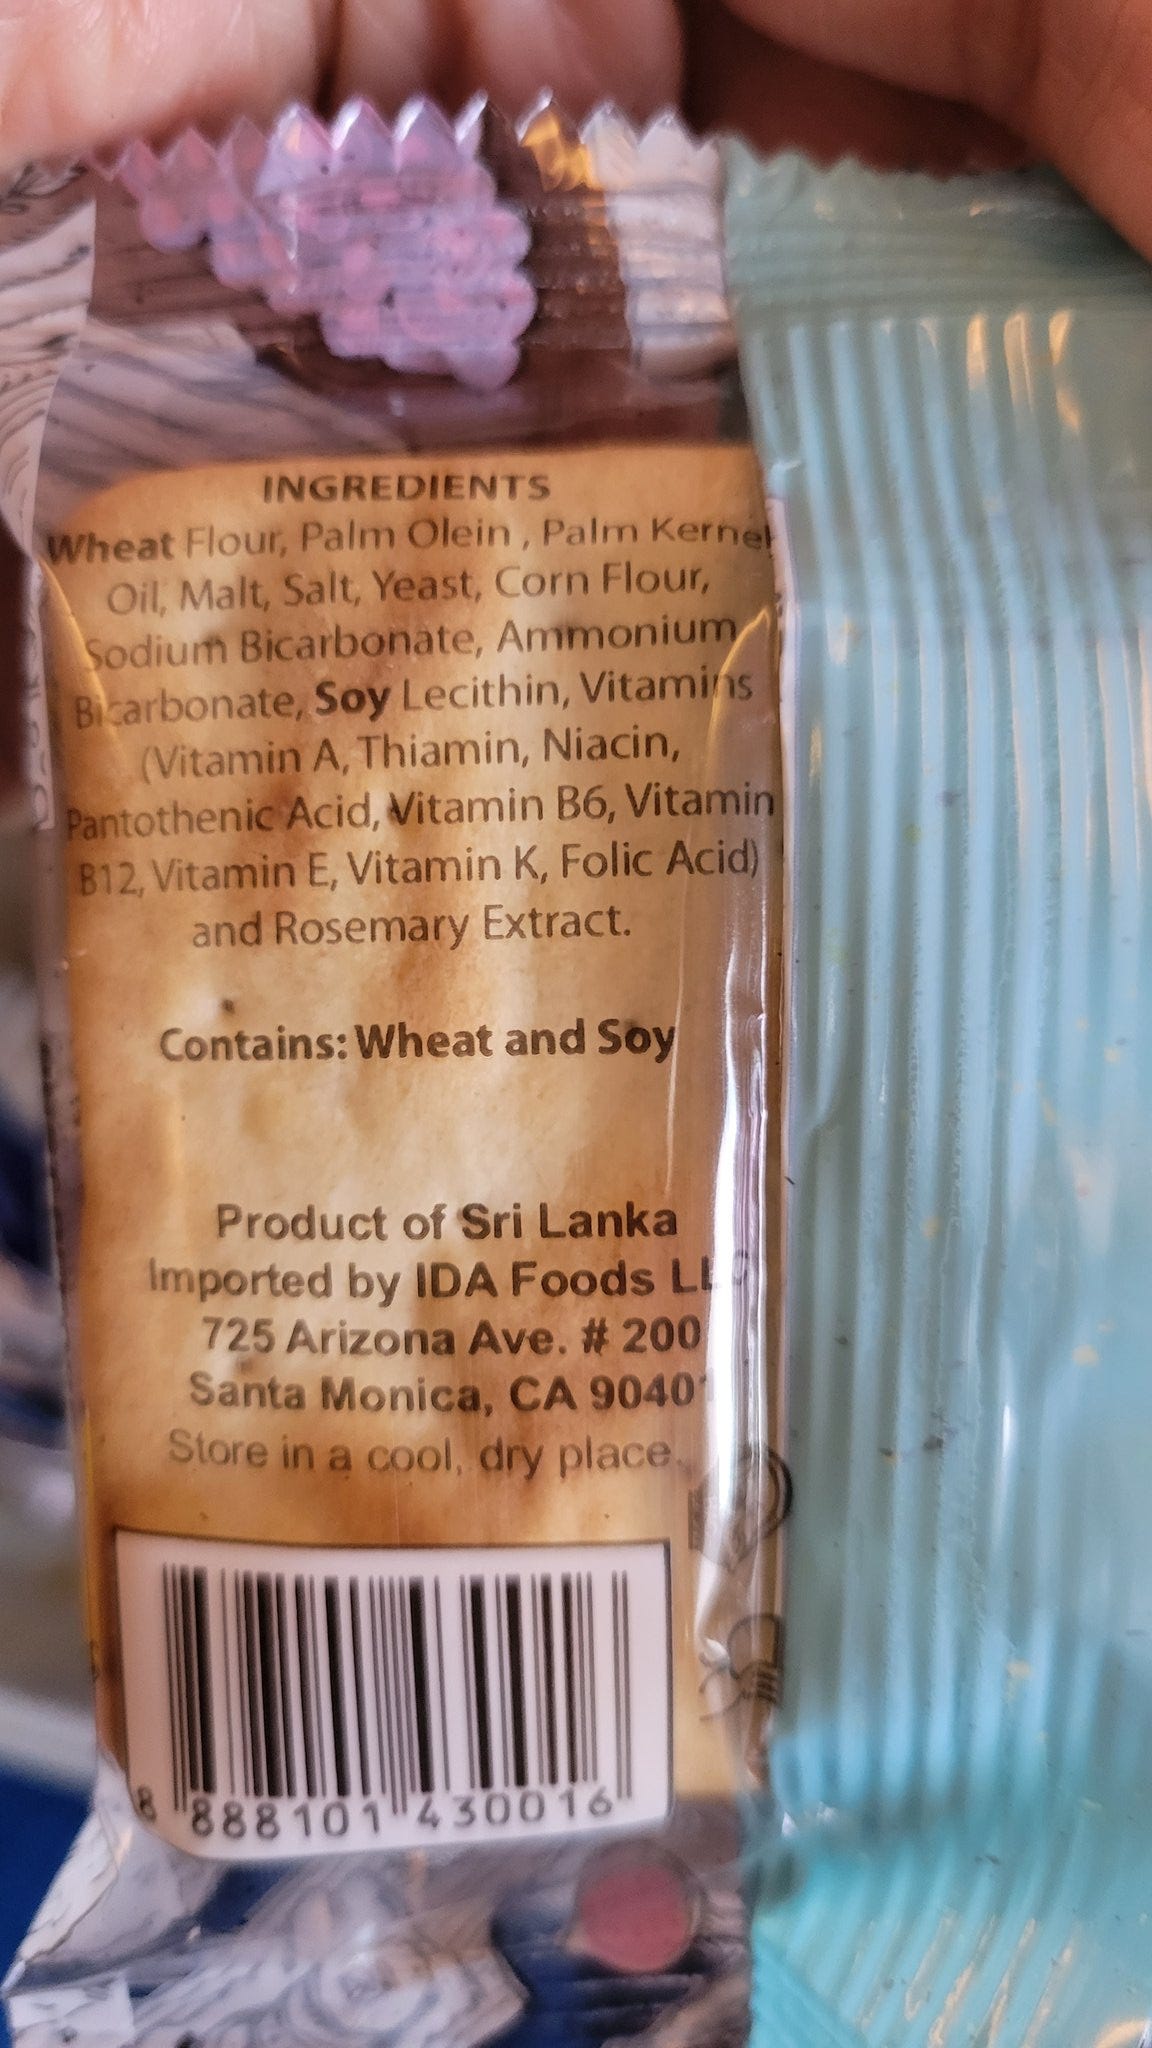 INGREDIENTS
Wheat Flour, Palm Olein , Palm Kernel
Oil, Malt, Salt, Yeast, Corn Flour,
Sodium Bicarbonate, Ammonium
Bicarbonate, Soy Lecithin, Vitamins
(Vitamin A, Thiamin, Niacin,
Pantothenic Acid, Vitamin B6, Vitamin
B12, Vitamin E, Vitamin K, Folic Acid)
and Rosemary Extract.
Contains: Wheat and Soy
Product of Sri Lanka
Imported by IDA Foods LLC
725 Arizona Ave. # 200
Santa Monica, CA 90401
Store in a cool, dry place.
8 888101 430016